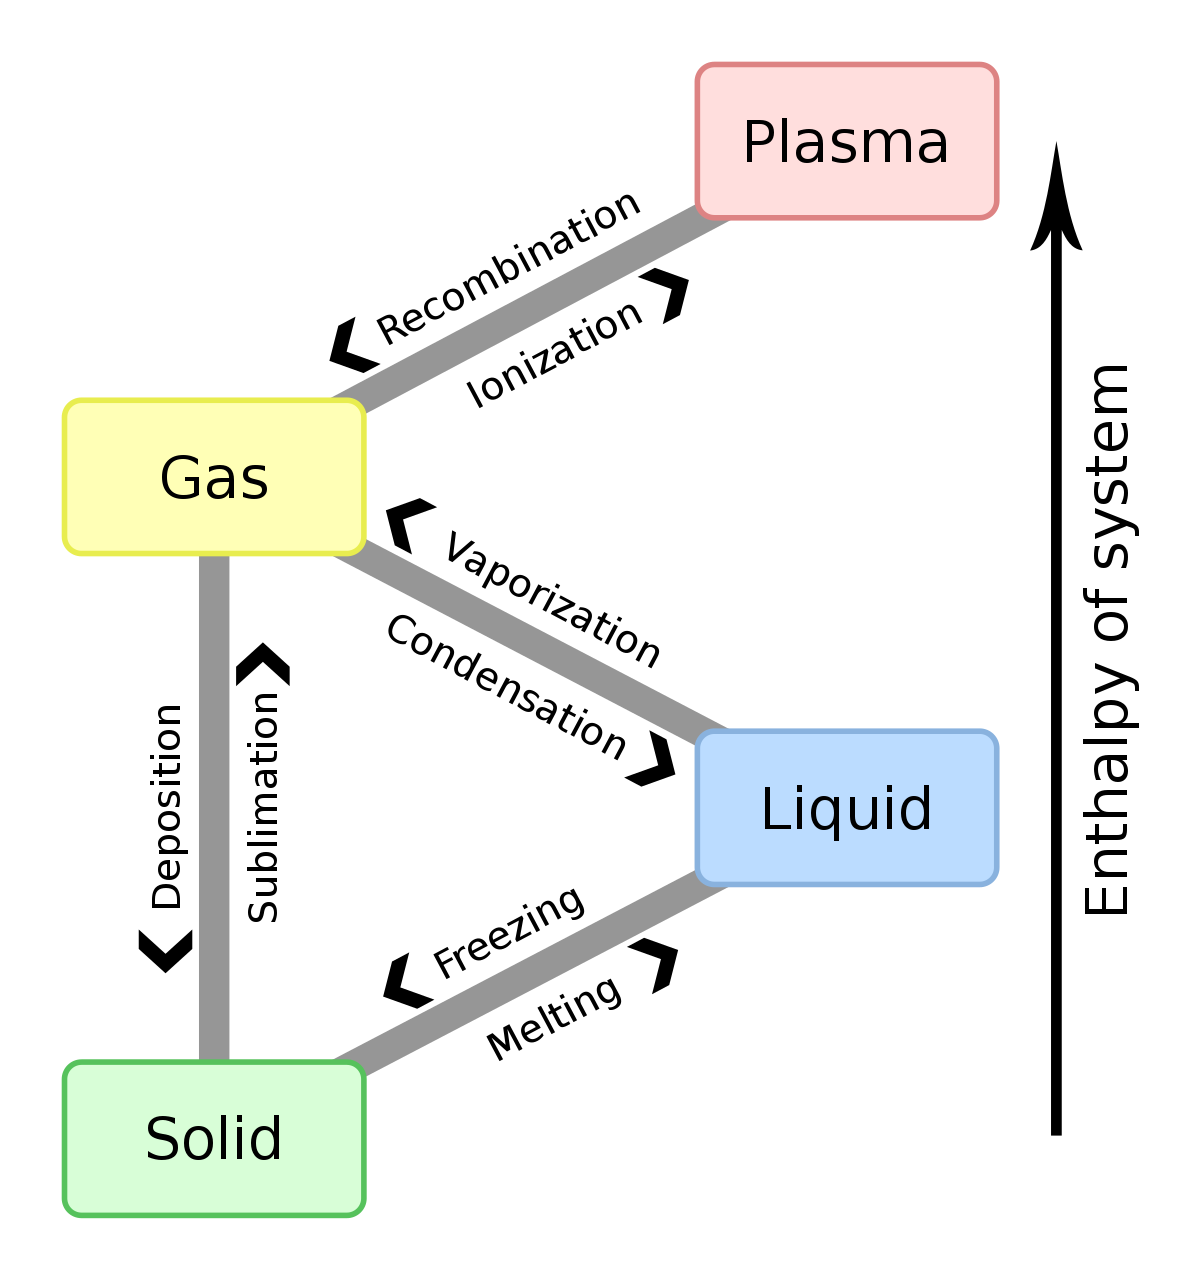 Plasma
Recombination
Ionization
Gas
Vaporization
Condensation
Enthalpy of system
Deposition
Sublimation
Liquid
Freezing
Melting
Solid